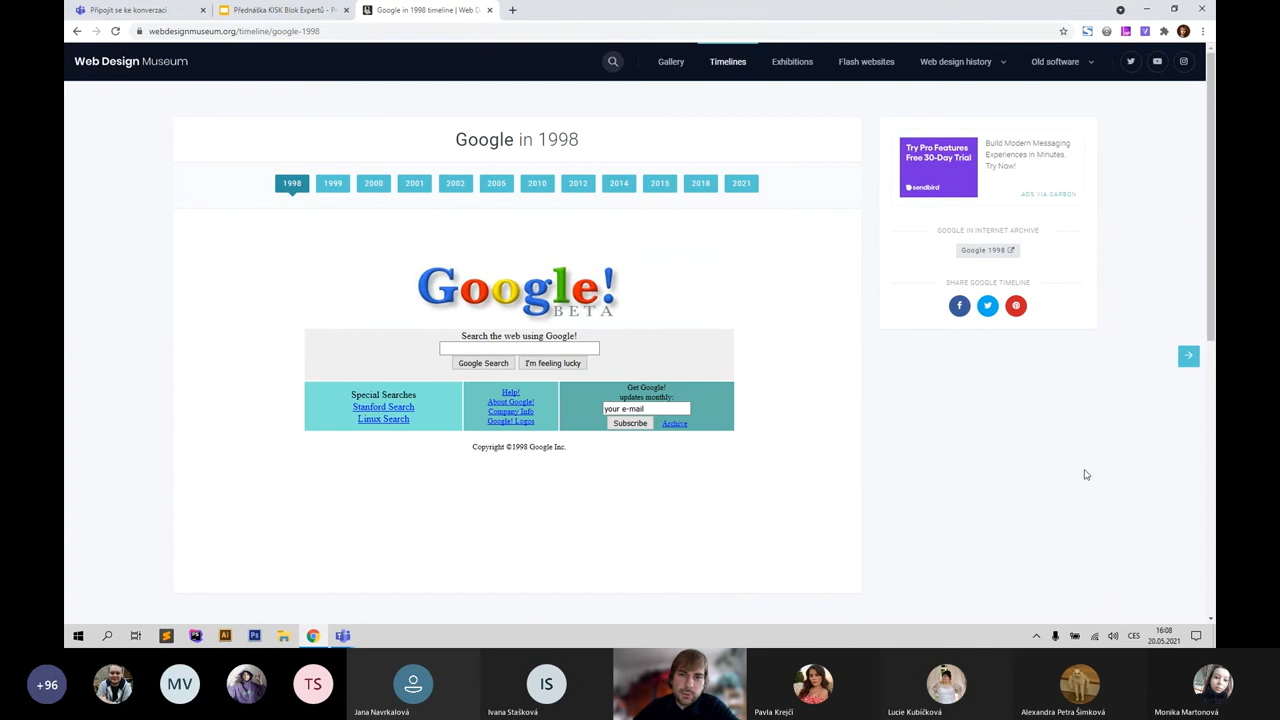 Připojit se ke konverzaci
Přednáška KISK Blok Expertů - P
Google in 1998 timeline | Web D
webdesignmuseum.org/timeline/google-1998
Web Design Museum
Gallery
Timelines
Exhibitions
Flash websites
Web design history
Old software
Google in 1998
1998
1999
2000
2001
2002
2005
2010
2012
2014
2015
2018
2021
Google!
BETA
Search the web using Google!
Google Search
I'm feeling lucky
Special Searches
Stanford Search
Linux Search
Help!
About Google!
Company Info
Google! Logos
Get Google!
updates monthly:
your e-mail
Subscribe
Archive
Copyright ©1998 Google Inc.
Try Pro Features
Free 30-Day Trial
sendbird
Build Modern Messaging
Experiences in Minutes.
Try Now!
ADS VIA CARBON
GOOGLE IN INTERNET ARCHIVE
Google 1998
SHARE GOOGLE TIMELINE
Ai
Ps
CES
16:08
20.05.2021
+96
MV
TS
Jana Navrkalová
IS
Ivana Stašková
Pavla Krejčí
Lucie Kubíčková
Alexandra Petra Šimková
Monika Martonová